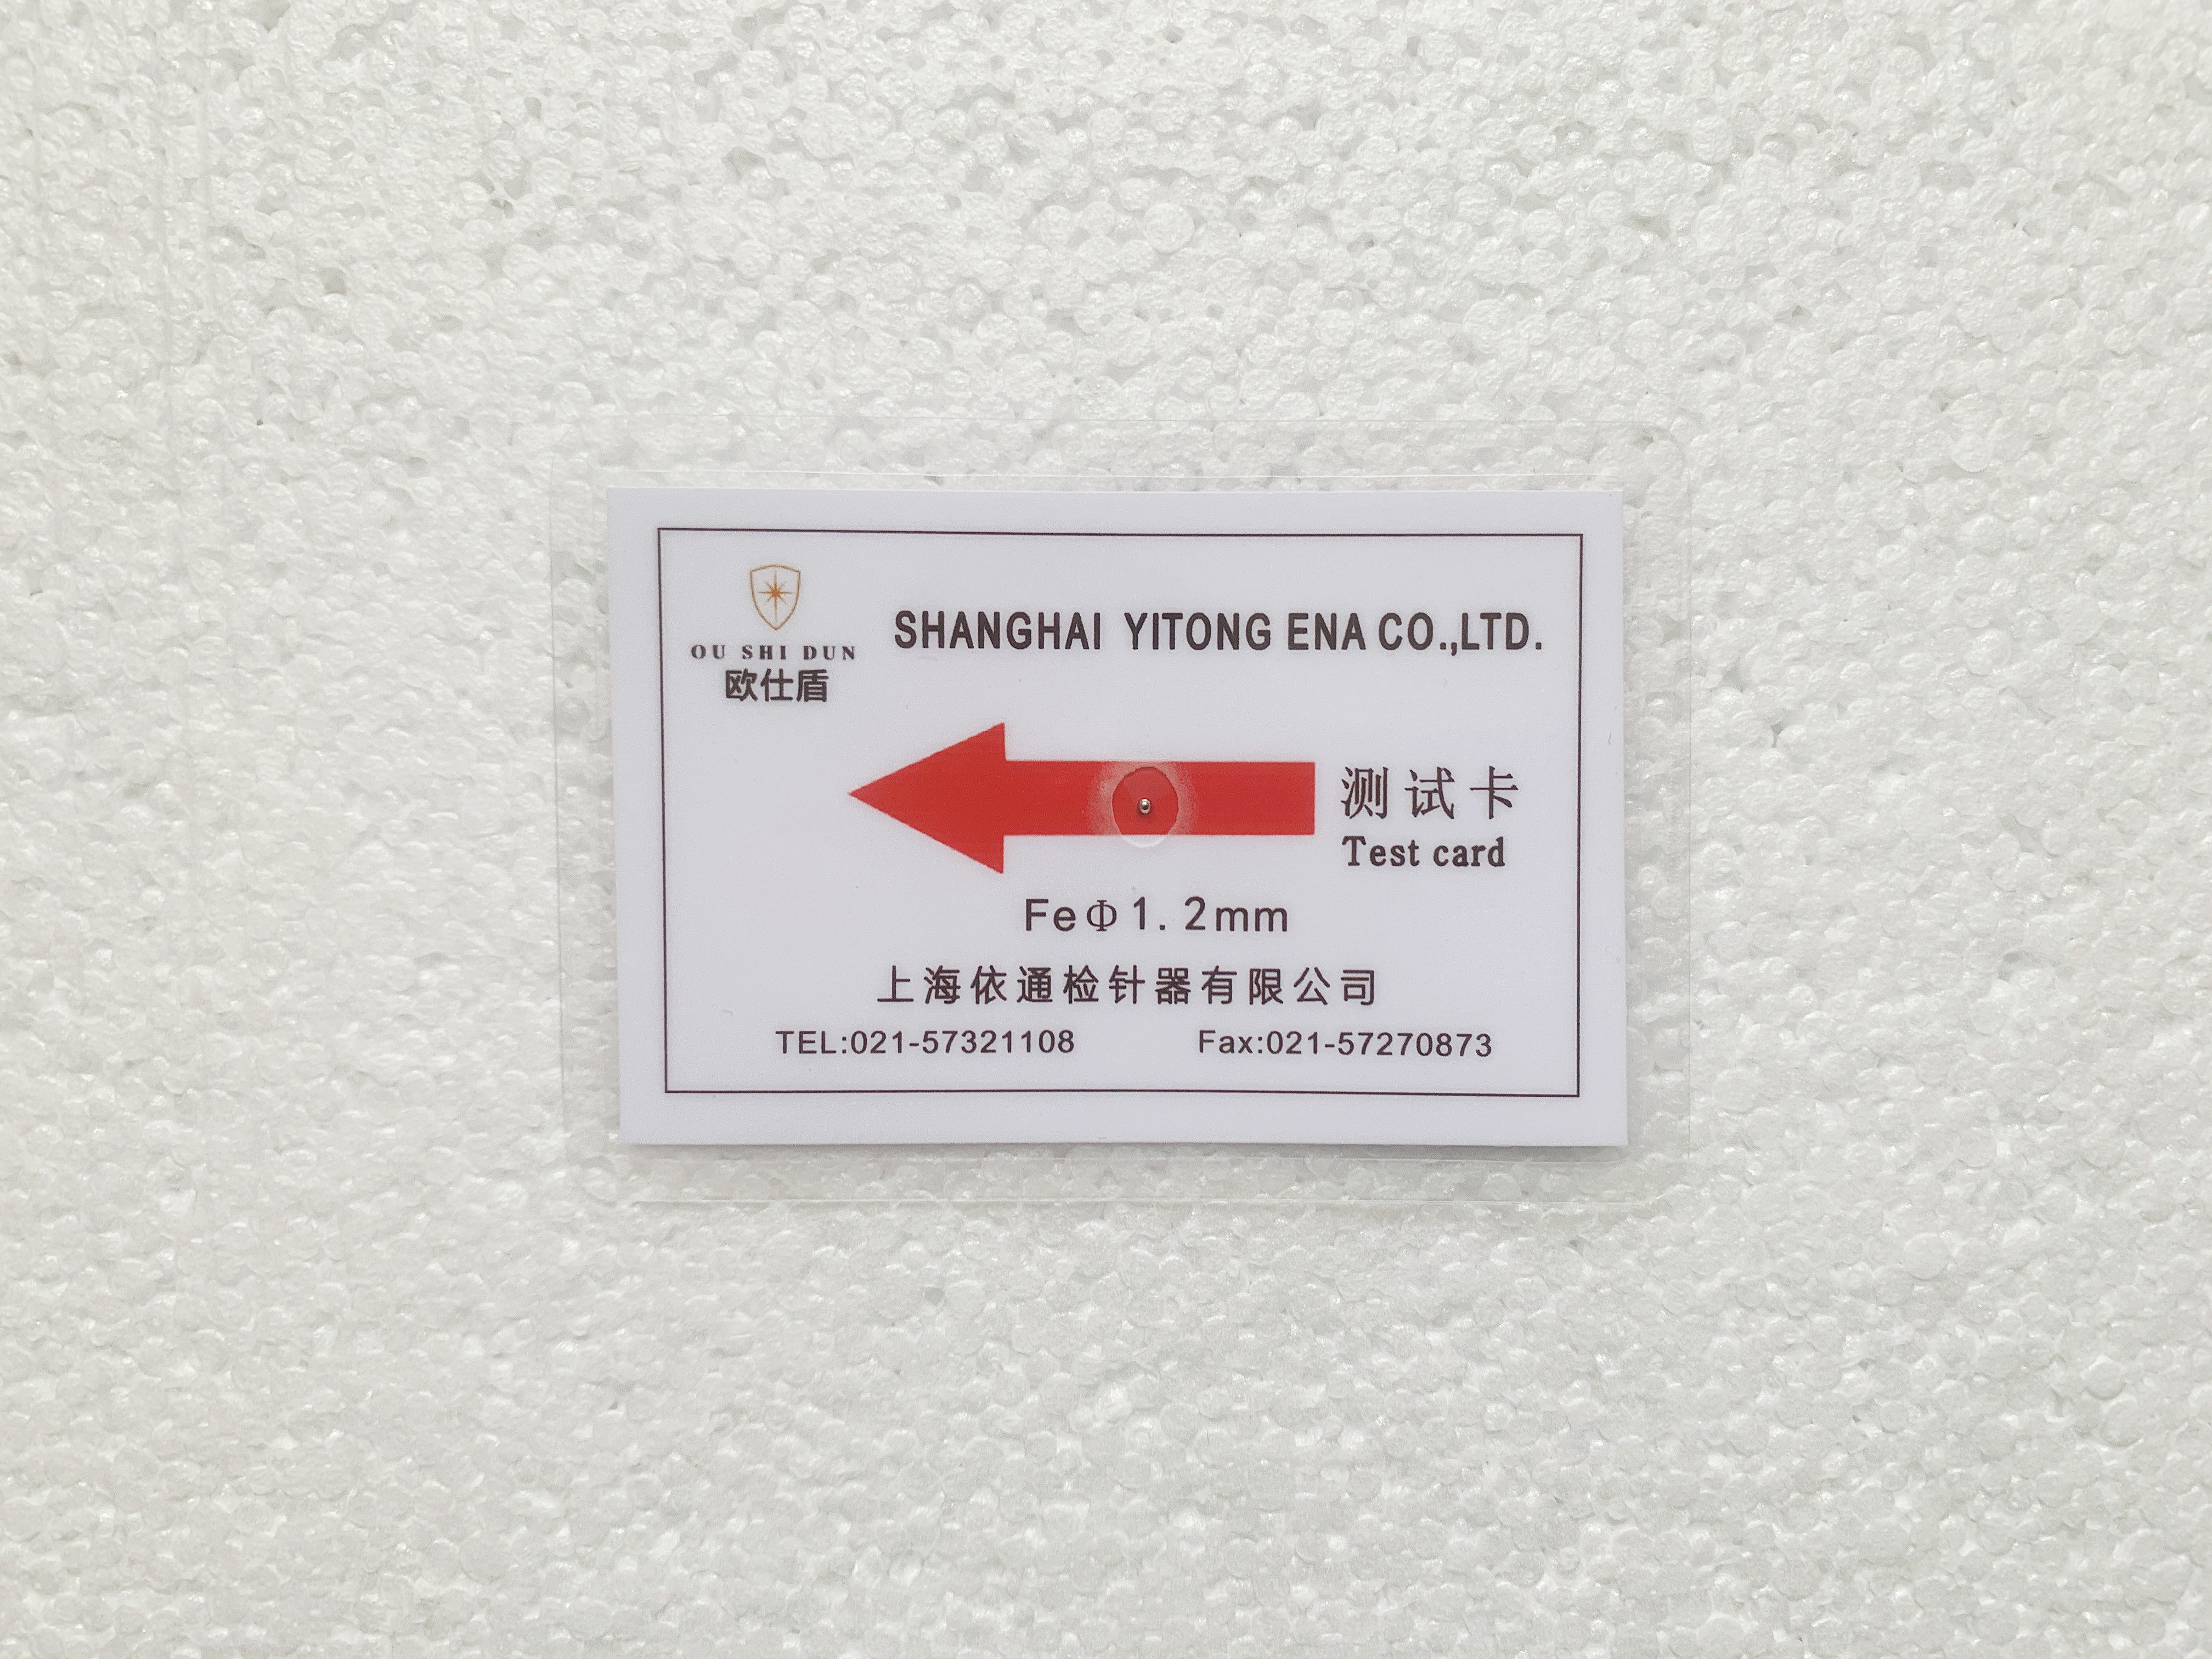 OU SHI DUN
欧仕盾
SHANGHAI YITONG ENA CO.,LTD.
测试卡
Test card
FeΦ1.2mm
上海依通检针器有限公司
TEL:021-57321108 Fax:021-57270873